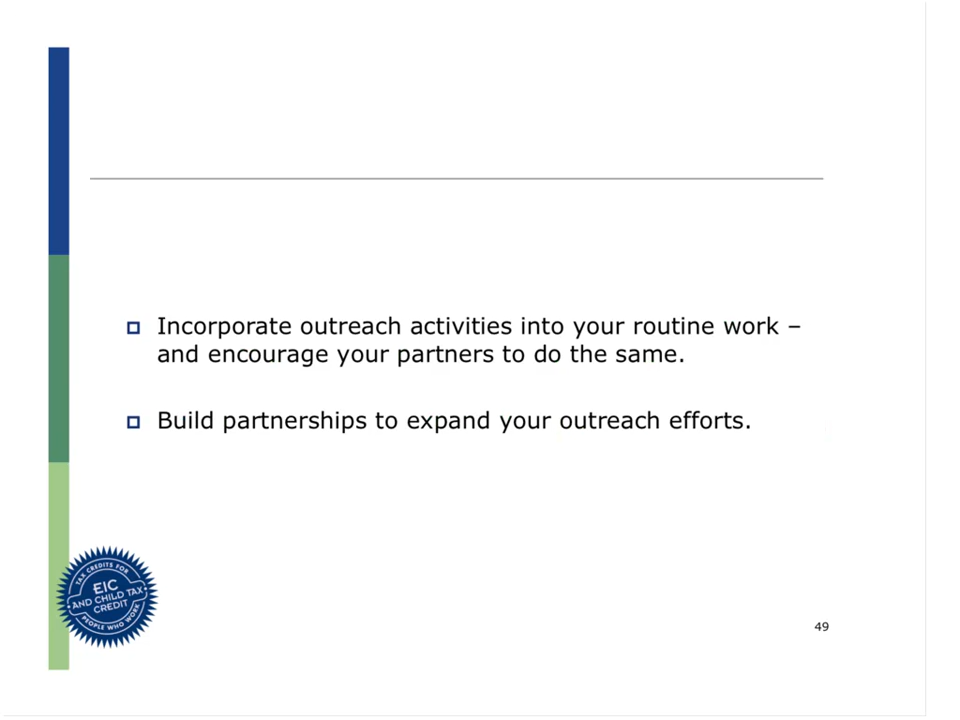 Incorporate outreach activities into your routine work –
and encourage your partners to do the same.
Build partnerships to expand your outreach efforts.
TAX CREDITS FOR
EIC
AND CHILD TAX
CREDIT
PEOPLE WHO WORK
49